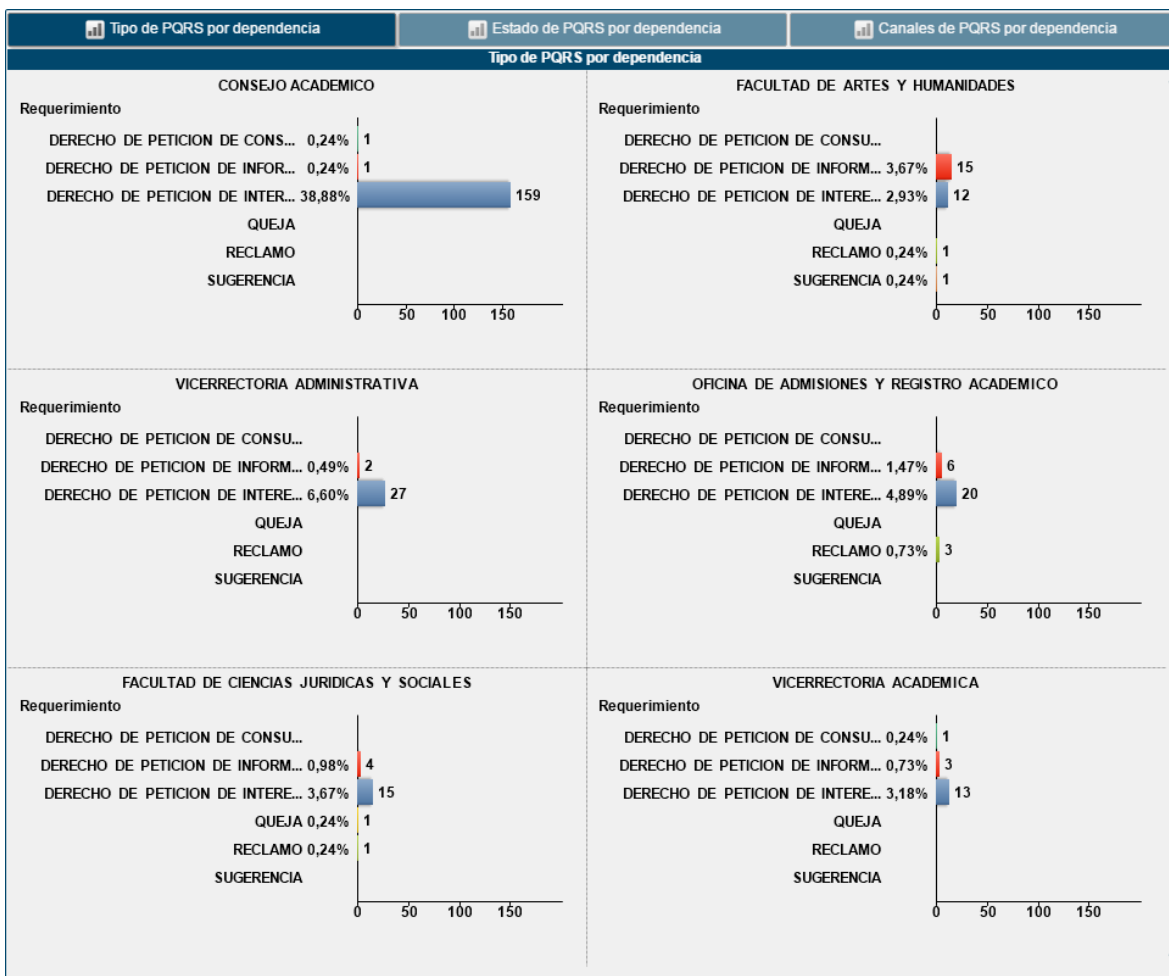 Tipo de PQRS por dependencia
Estado de PQRS por dependencia
Canales de PQRS por dependencia
Tipo de PQRS por dependencia
CONSEJO ACADEMICO
Requerimiento
DERECHO DE PETICION DE CONS... 0,24% 1
DERECHO DE PETICION DE INFOR... 0,24% 1
DERECHO DE PETICION DE INTER... 38,88% 159
QUEJA
RECLAMO
SUGERENCIA
0 50 100 150
FACULTAD DE ARTES Y HUMANIDADES
Requerimiento
DERECHO DE PETICION DE CONSU...
DERECHO DE PETICION DE INFORM... 3,67% 15
DERECHO DE PETICION DE INTERE... 2,93% 12
QUEJA
RECLAMO 0,24% 1
SUGERENCIA 0,24% 1
0 50 100 150
VICERRECTORIA ADMINISTRATIVA
Requerimiento
DERECHO DE PETICION DE CONSU...
DERECHO DE PETICION DE INFORM... 0,49% 2
DERECHO DE PETICION DE INTERE... 6,60% 27
QUEJA
RECLAMO
SUGERENCIA
0 50 100 150
OFICINA DE ADMISIONES Y REGISTRO ACADEMICO
Requerimiento
DERECHO DE PETICION DE CONSU...
DERECHO DE PETICION DE INFORM... 1,47% 6
DERECHO DE PETICION DE INTERE... 4,89% 20
QUEJA
RECLAMO 0,73% 3
SUGERENCIA
0 50 100 150
FACULTAD DE CIENCIAS JURIDICAS Y SOCIALES
Requerimiento
DERECHO DE PETICION DE CONSU...
DERECHO DE PETICION DE INFORM... 0,98% 4
DERECHO DE PETICION DE INTERE... 3,67% 15
QUEJA 0,24% 1
RECLAMO 0,24% 1
SUGERENCIA
0 50 100 150
VICERRECTORIA ACADEMICA
Requerimiento
DERECHO DE PETICION DE CONSU... 0,24% 1
DERECHO DE PETICION DE INFORM... 0,73% 3
DERECHO DE PETICION DE INTERE... 3,18% 13
QUEJA
RECLAMO
SUGERENCIA
0 50 100 150